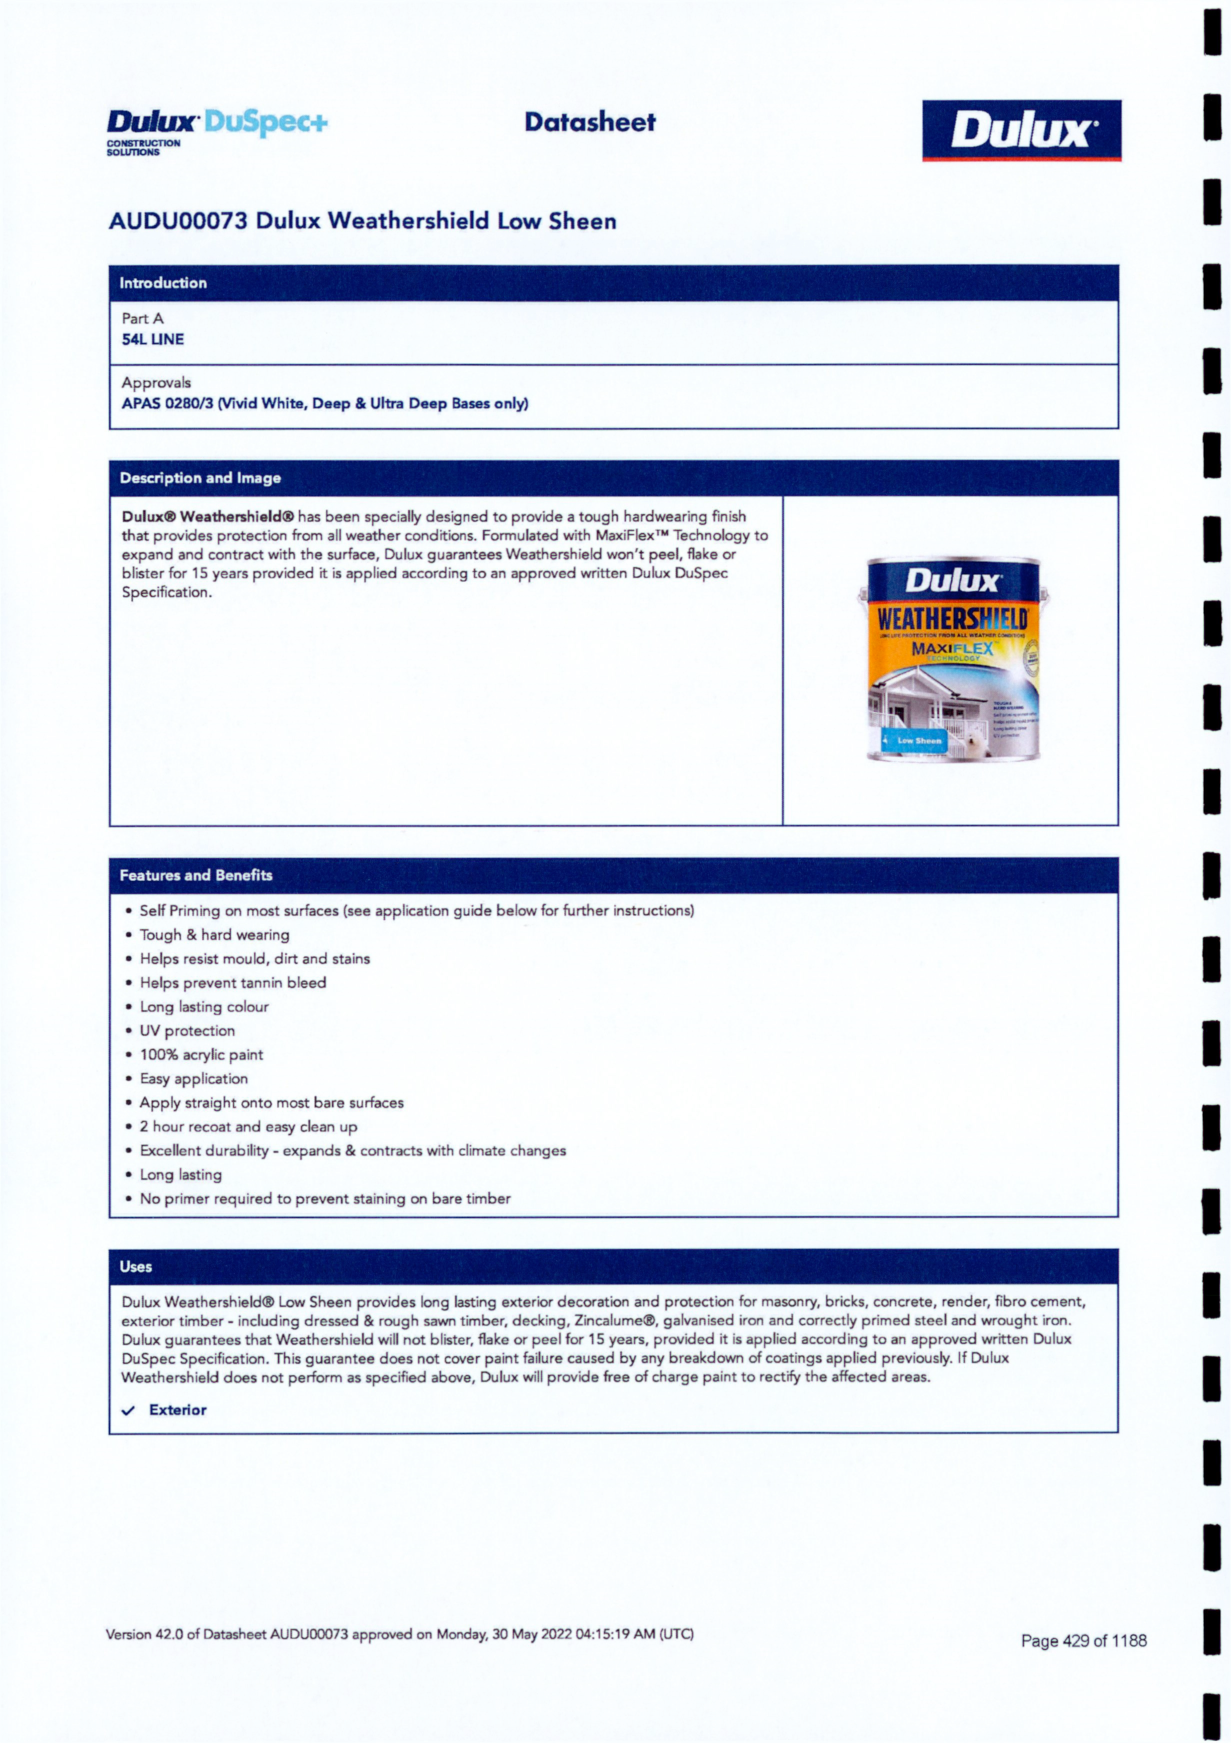 Dulux DuSpec+
CONSTRUCTION
SOLUTIONS
Datasheet
Dulux
AUDU00073 Dulux Weathershield Low Sheen
Introduction
Part A
54L LINE
Approvals
APAS 0280/3 (Vivid White, Deep & Ultra Deep Bases only)
Description and Image
Dulux® Weathershield® has been specially designed to provide a tough hardwearing finish
that provides protection from all weather conditions. Formulated with MaxiFlex™ Technology to
expand and contract with the surface, Dulux guarantees Weathershield won't peel, flake or
blister for 15 years provided it is applied according to an approved written Dulux DuSpec
Specification.
Dulux
WEATHERSHIELD
LONG LIFE PROTECTION FROM ALL WEATHER CONDITIONS
MAXIFLEX
TECHNOLOGY
4 Low Sheen
Features and Benefits
• Self Priming on most surfaces (see application guide below for further instructions)
• Tough & hard wearing
• Helps resist mould, dirt and stains
• Helps prevent tannin bleed
• Long lasting colour
• UV protection
• 100% acrylic paint
• Easy application
• Apply straight onto most bare surfaces
• 2 hour recoat and easy clean up
• Excellent durability - expands & contracts with climate changes
• Long lasting
• No primer required to prevent staining on bare timber
Uses
Dulux Weathershield® Low Sheen provides long lasting exterior decoration and protection for masonry, bricks, concrete, render, fibro cement,
exterior timber - including dressed & rough sawn timber, decking, Zincalume®, galvanised iron and correctly primed steel and wrought iron.
Dulux guarantees that Weathershield will not blister, flake or peel for 15 years, provided it is applied according to an approved written Dulux
DuSpec Specification. This guarantee does not cover paint failure caused by any breakdown of coatings applied previously. If Dulux
Weathershield does not perform as specified above, Dulux will provide free of charge paint to rectify the affected areas.
✓ Exterior
Version 42.0 of Datasheet AUDU00073 approved on Monday, 30 May 2022 04:15:19 AM (UTC)
Page 429 of 1188